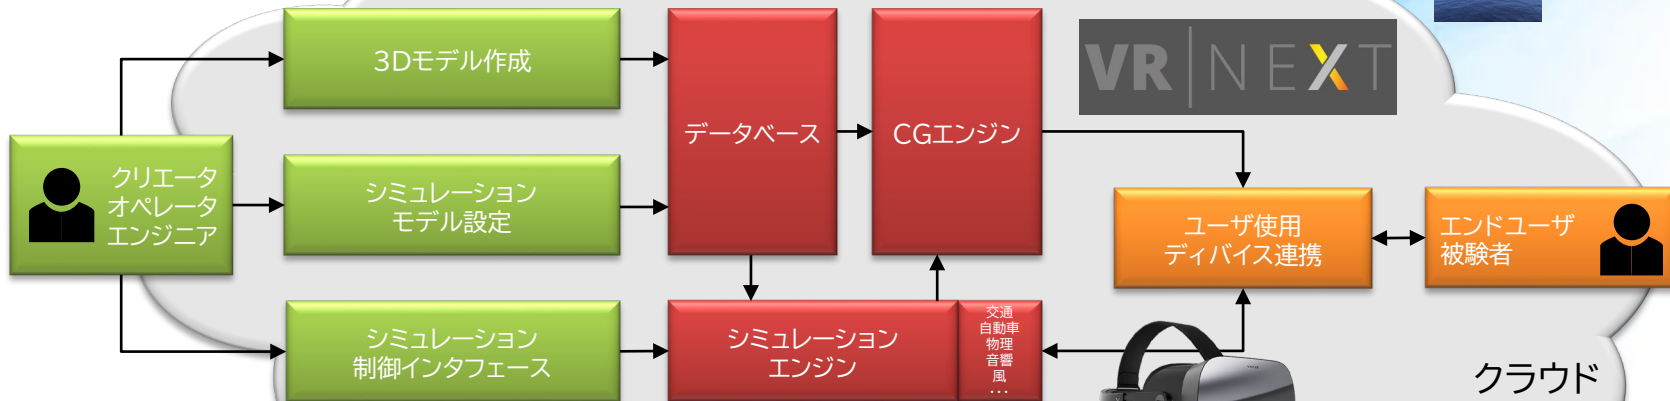 3Dモデル作成
データベース
CGエンジン
VR|NEXT
クリエータ
オペレータ
エンジニア
シミュレーション
モデル設定
ユーザ使用
ディバイス連携
エンドユーザ
被験者
シミュレーション
制御インタフェース
シミュレーション
エンジン
交通
自動車
物理
音響
風
...
クラウド